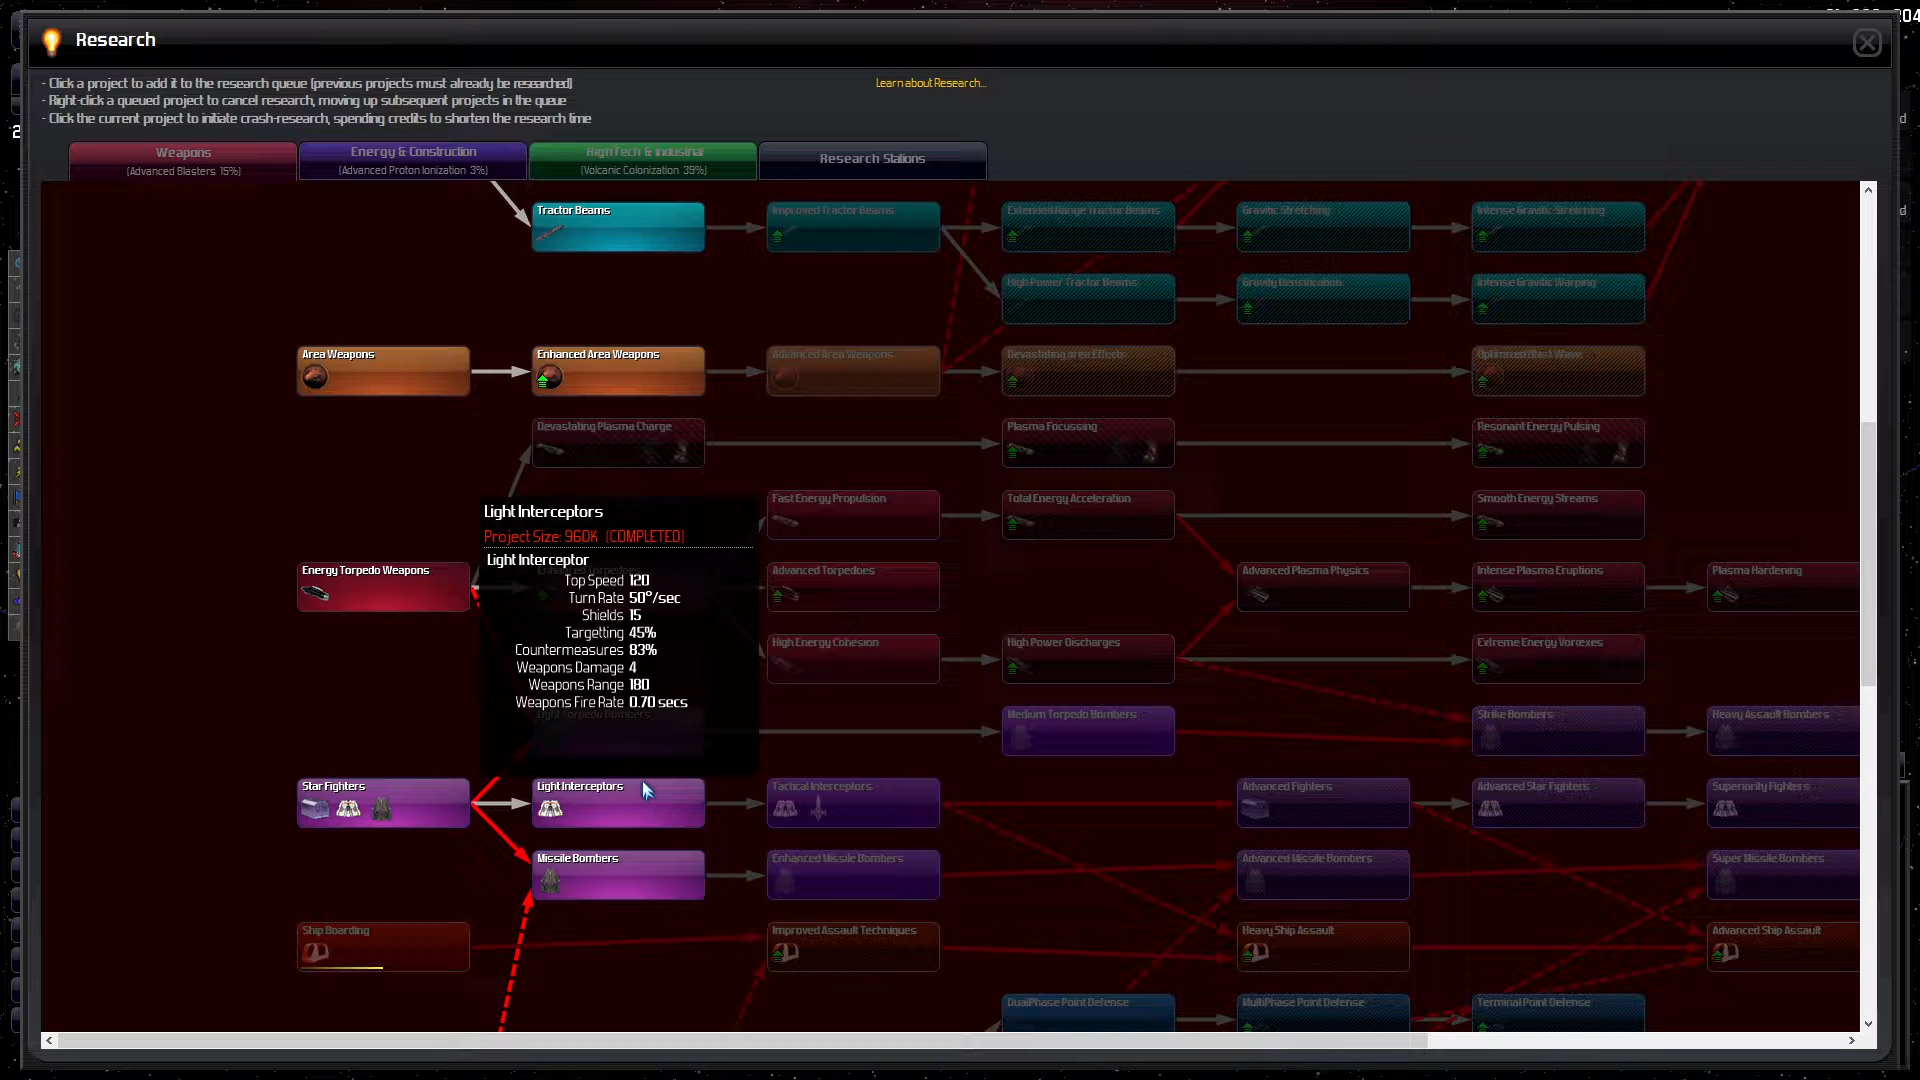 204
Research
- Click a project to add it to the research queue (previous projects must already be researched)
Learn about Research...
- Right-click a queued project to cancel research, moving up subsequent projects in the queue
- Click the current project to initiate crash-research, spending credits to shorten the research time
Weapons
(Advanced Blasters 15%)
Energy & Construction
(Advanced Proton Ionization 3%)
HighTech & Industrial
(Volcanic Colonization 39%)
Research Stations
Tractor Beams
Improved Tractor Beams
Extended Range Tractor Beams
Gravitic Stretching
Intense Gravitic Stretching
High Power Tractor Beams
Gravity Densification
Intense Gravitic Warping
Area Weapons
Enhanced Area Weapons
Advanced Area Weapons
Devastating Area Effects
Optimized Blast Wave
Devastating Plasma Charge
Plasma Focussing
Resonant Energy Pulsing
Fast Energy Propulsion
Total Energy Acceleration
Smooth Energy Streams
Light Interceptors
Project Size: 960K (COMPLETED)
Light Interceptor
Top Speed 120
Turn Rate 50°/sec
Shields 15
Targetting 45%
Countermeasures 83%
Weapons Damage 4
Weapons Range 180
Weapons Fire Rate 0.70 secs
Energy Torpedo Weapons
Enhanced Torpedoes
Advanced Torpedoes
Advanced Plasma Physics
Intense Plasma Eruptions
Plasma Hardening
High Energy Cohesion
High Power Discharges
Extreme Energy Vorrexes
Light Torpedo Bombers
Medium Torpedo Bombers
Strike Bombers
Heavy Assault Bombers
Star Fighters
Light Interceptors
Tactical Interceptors
Advanced Fighters
Advanced Star Fighters
Superiority Fighters
Missile Bombers
Enhanced Missile Bombers
Advanced Missile Bombers
Super Missile Bombers
Ship Boarding
Improved Assault Techniques
Heavy Ship Assault
Advanced Ship Assault
DualPhase Point Defense
MultiPhase Point Defense
Terminal Point Defense